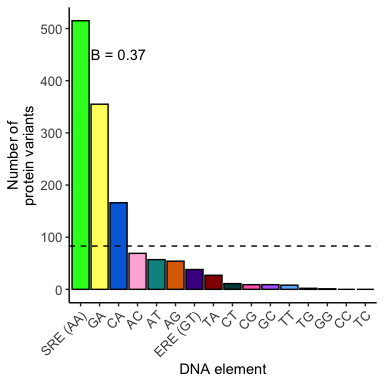 500
400
300
200
100
0
Number of
protein variants
B = 0.37
SRE (AA)
GA
CA
AC
AT
AG
ERE (GT)
TA
CT
CG
GC
TT
TG
GG
CC
TC
DNA element